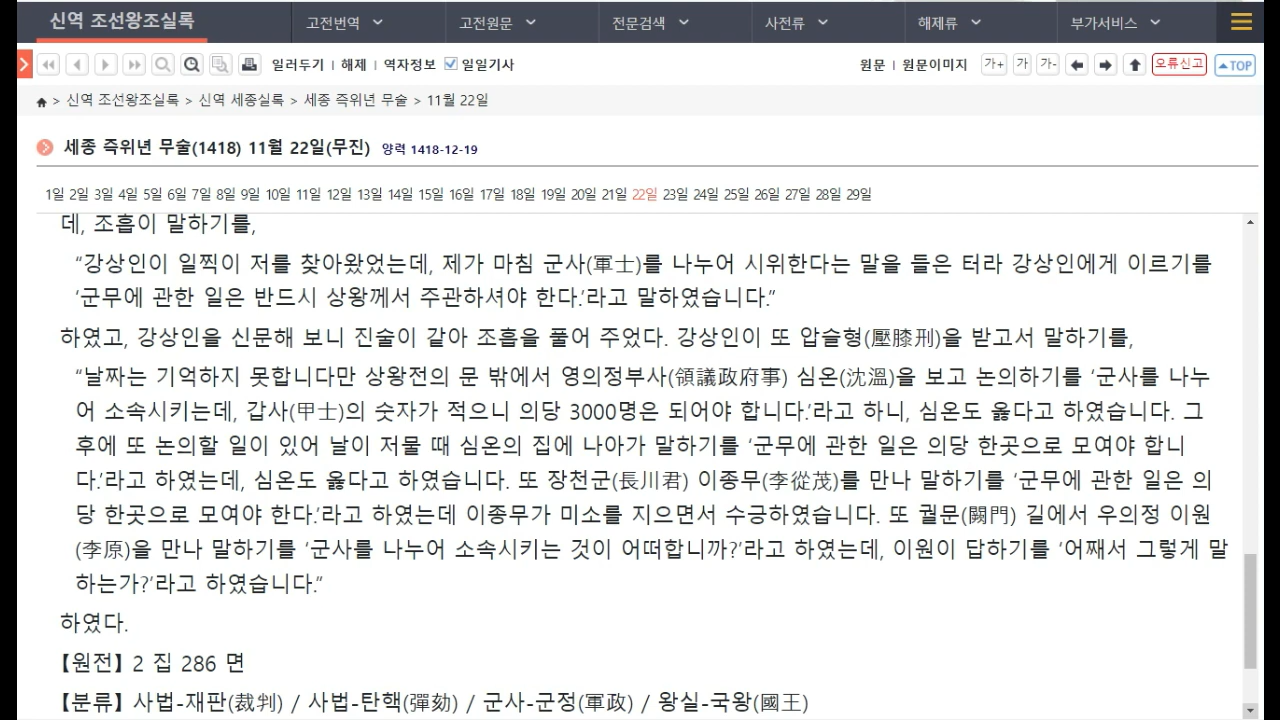 신역 조선왕조실록 고전번역 고전원문 전문검색 사전류 해제류 부가서비스
일러두기 | 해제 | 역자정보 일일기사 원문 | 원문이미지 가+ 가 가- 오류신고 TOP
> 신역 조선왕조실록 > 신역 세종실록 > 세종 즉위년 무술 > 11월 22일
세종 즉위년 무술(1418) 11월 22일(무진) 양력 1418-12-19
1일 2일 3일 4일 5일 6일 7일 8일 9일 10일 11일 12일 13일 14일 15일 16일 17일 18일 19일 20일 21일 22일 23일 24일 25일 26일 27일 28일 29일
데, 조흡이 말하기를,
“강상인이 일찍이 저를 찾아왔었는데, 제가 마침 군사(軍士)를 나누어 시위한다는 말을 들은 터라 강상인에게 이르기를
‘군무에 관한 일은 반드시 상왕께서 주관하셔야 한다.’라고 말하였습니다.”
하였고, 강상인을 신문해 보니 진술이 같아 조흡을 풀어 주었다. 강상인이 또 압슬형(壓膝刑)을 받고서 말하기를,
“날짜는 기억하지 못합니다만 상왕전의 문 밖에서 영의정부사(領議政府事) 심온(沈溫)을 보고 논의하기를 ‘군사를 나누
어 소속시키는데, 갑사(甲士)의 숫자가 적으니 의당 3000명은 되어야 합니다.’라고 하니, 심온도 옳다고 하였습니다. 그
후에 또 논의할 일이 있어 날이 저물 때 심온의 집에 나아가 말하기를 ‘군무에 관한 일은 의당 한곳으로 모여야 합니
다.’라고 하였는데, 심온도 옳다고 하였습니다. 또 장천군(長川君) 이종무(李從茂)를 만나 말하기를 ‘군무에 관한 일은 의
당 한곳으로 모여야 한다.’라고 하였는데 이종무가 미소를 지으면서 수긍하였습니다. 또 궐문(闕門) 길에서 우의정 이원
(李原)을 만나 말하기를 ‘군사를 나누어 소속시키는 것이 어떠합니까?’라고 하였는데, 이원이 답하기를 ‘어째서 그렇게 말
하는가?’라고 하였습니다.”
하였다.
【원전】 2 집 286 면
【분류】 사법-재판(裁判) / 사법-탄핵(彈劾) / 군사-군정(軍政) / 왕실-국왕(國王)